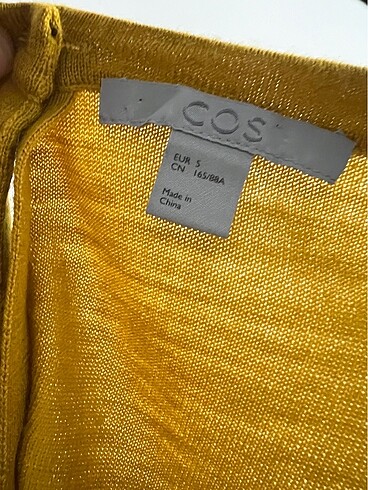 COS
EUR S
CN 165/88A
Made in
China